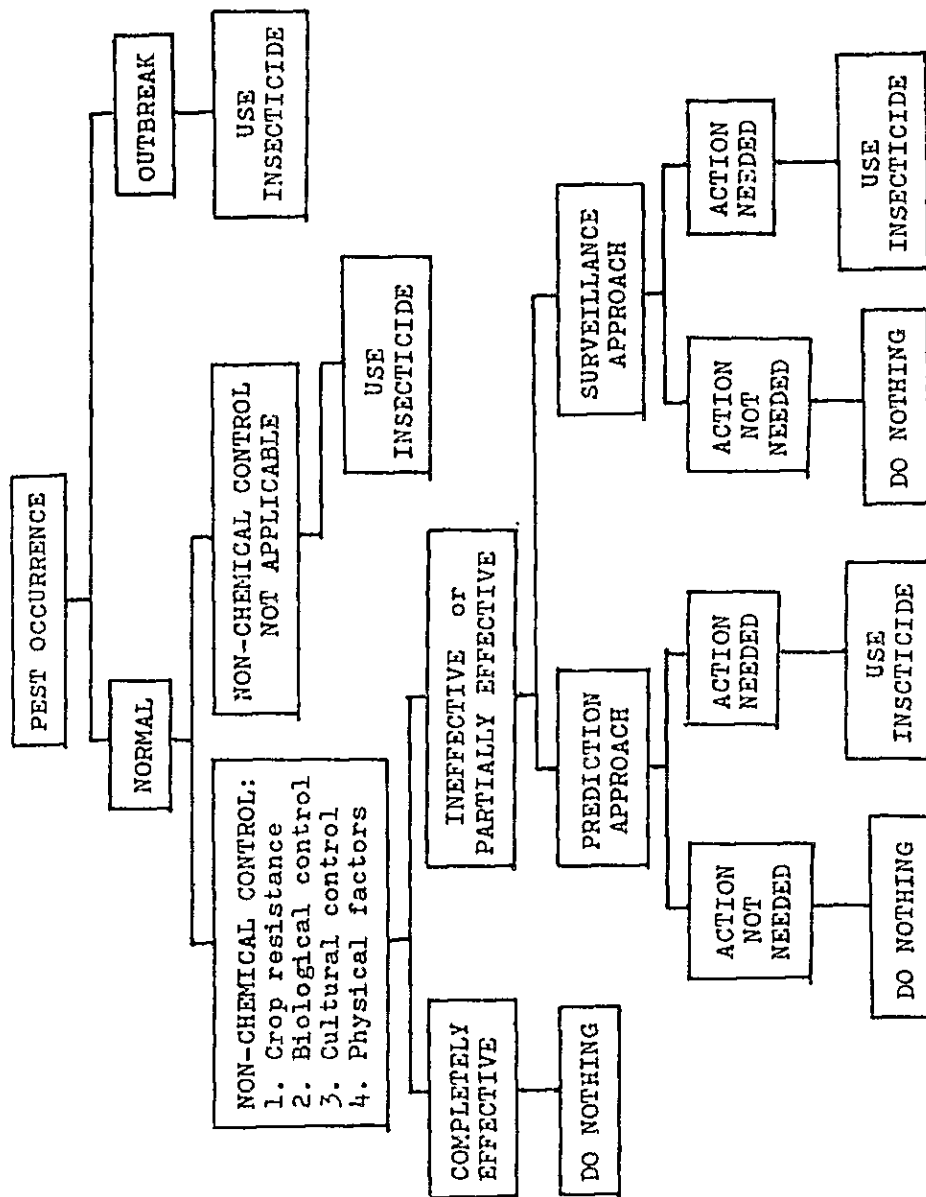 PEST OCCURRENCE
NORMAL
OUTBREAK
USE
INSECTICIDE
NON-CHEMICAL CONTROL:
1. Crop resistance
2. Biological control
3. Cultural control
4. Physical factors
NON-CHEMICAL CONTROL
NOT APPLICABLE
USE
INSECTICIDE
COMPLETELY
EFFECTIVE
DO NOTHING
INEFFECTIVE or
PARTIALLY EFFECTIVE
PREDICTION
APPROACH
SURVEILLANCE
APPROACH
ACTION
NOT
NEEDED
ACTION
NEEDED
ACTION
NOT
NEEDED
ACTION
NEEDED
DO NOTHING
USE
INSCTICIDE
DO NOTHING
USE
INSECTICIDE